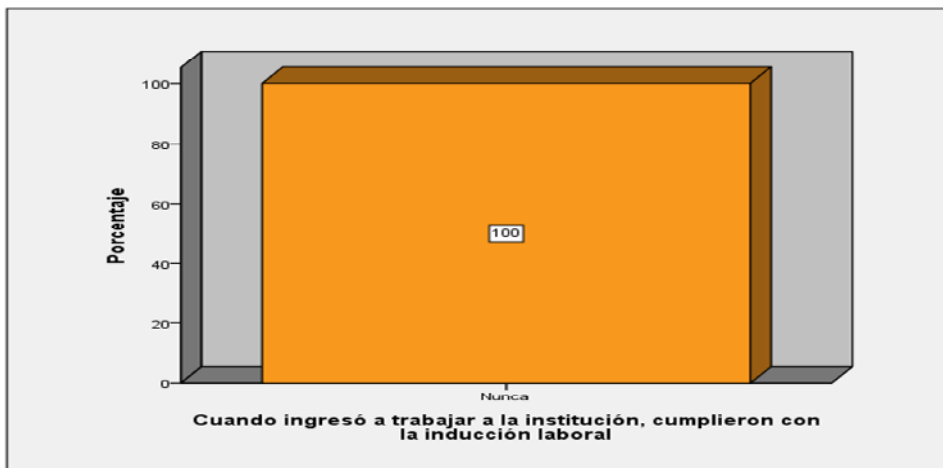 Porcentaje
100
80
60
40
20
0
100
Nunca
Cuando ingresó a trabajar a la institución, cumplieron con
la inducción laboral